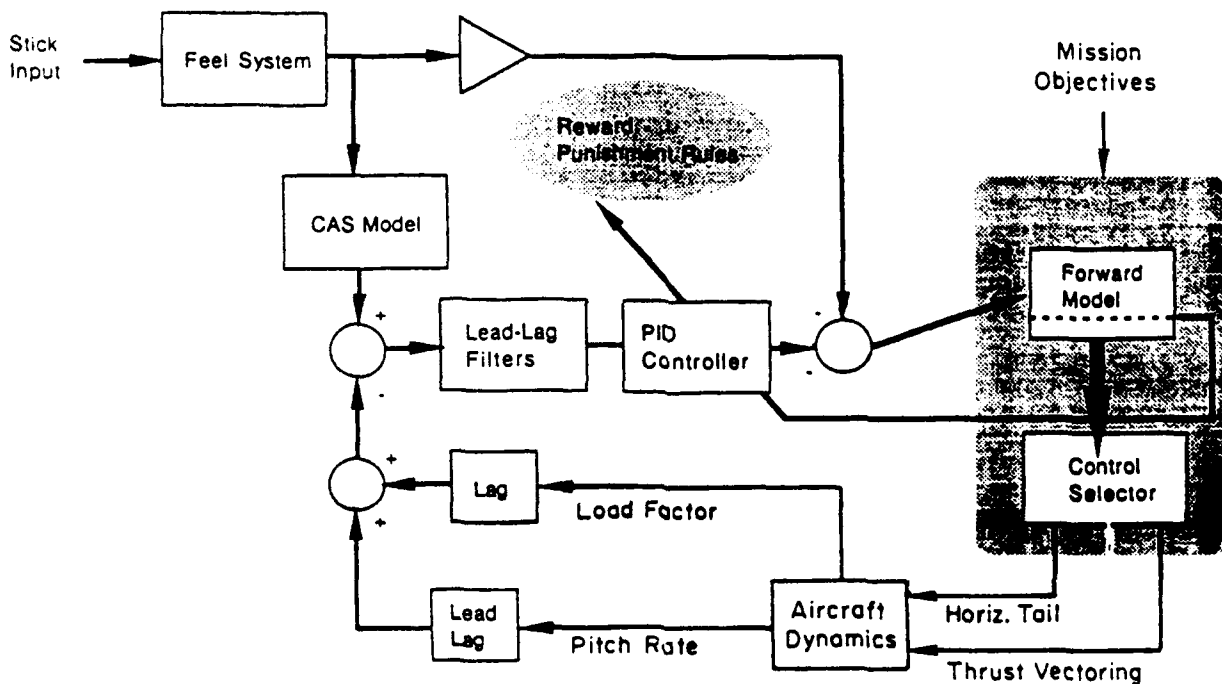 Stick
Input
Feel System
Mission
Objectives
Reward
Punishment Rules
CAS Model
Forward
Model
+
Lead-Lag
Filters
PID
Controller
-
-
-
+
+
Lag
Load Factor
Control
Selector
Lead
Lag
Pitch Rate
Aircraft
Dynamics
Horiz. Tail
Thrust Vectoring